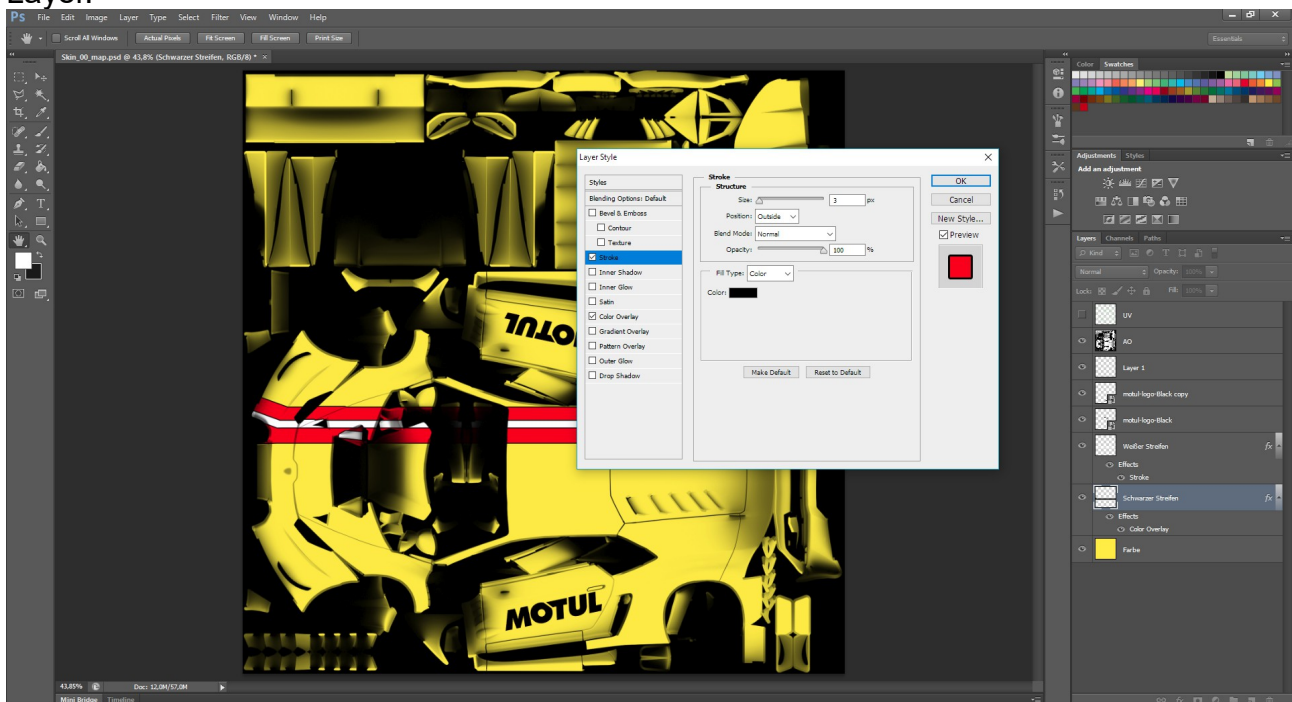 Layer.
PS File Edit Image Layer Type Select Filter View Window Help
Scroll All Windows Actual Pixels Fit Screen Fill Screen Print Size Essentials
Skin_00_map.psd @ 43,8% (Schwarzer Streifen, RGB/8) * ×
Color Swatches
Adjustments Styles
Add an adjustment
Layer Style
Styles
Blending Options: Default
Bevel & Emboss
Contour
Texture
Stroke
Inner Shadow
Inner Glow
Satin
Color Overlay
Gradient Overlay
Pattern Overlay
Outer Glow
Drop Shadow
Stroke
Structure
Size: 3 px
Position: Outside
Blend Mode: Normal
Opacity: 100 %
Fill Type: Color
Color:
Make Default Reset to Default
OK
Cancel
New Style...
Preview
MOTUL
MOTUL
Layers Channels Paths
Kind
Normal Opacity: 100%
Lock: Fill: 100%
UV
AO
Layer 1
motul-logo-Black copy
motul-logo-Black
Weißer Streifen fx
Effects
Stroke
Schwarzer Streifen fx
Effects
Color Overlay
Farbe
43,85% Doc: 12,0M/57,0M
Mini Bridge Timeline